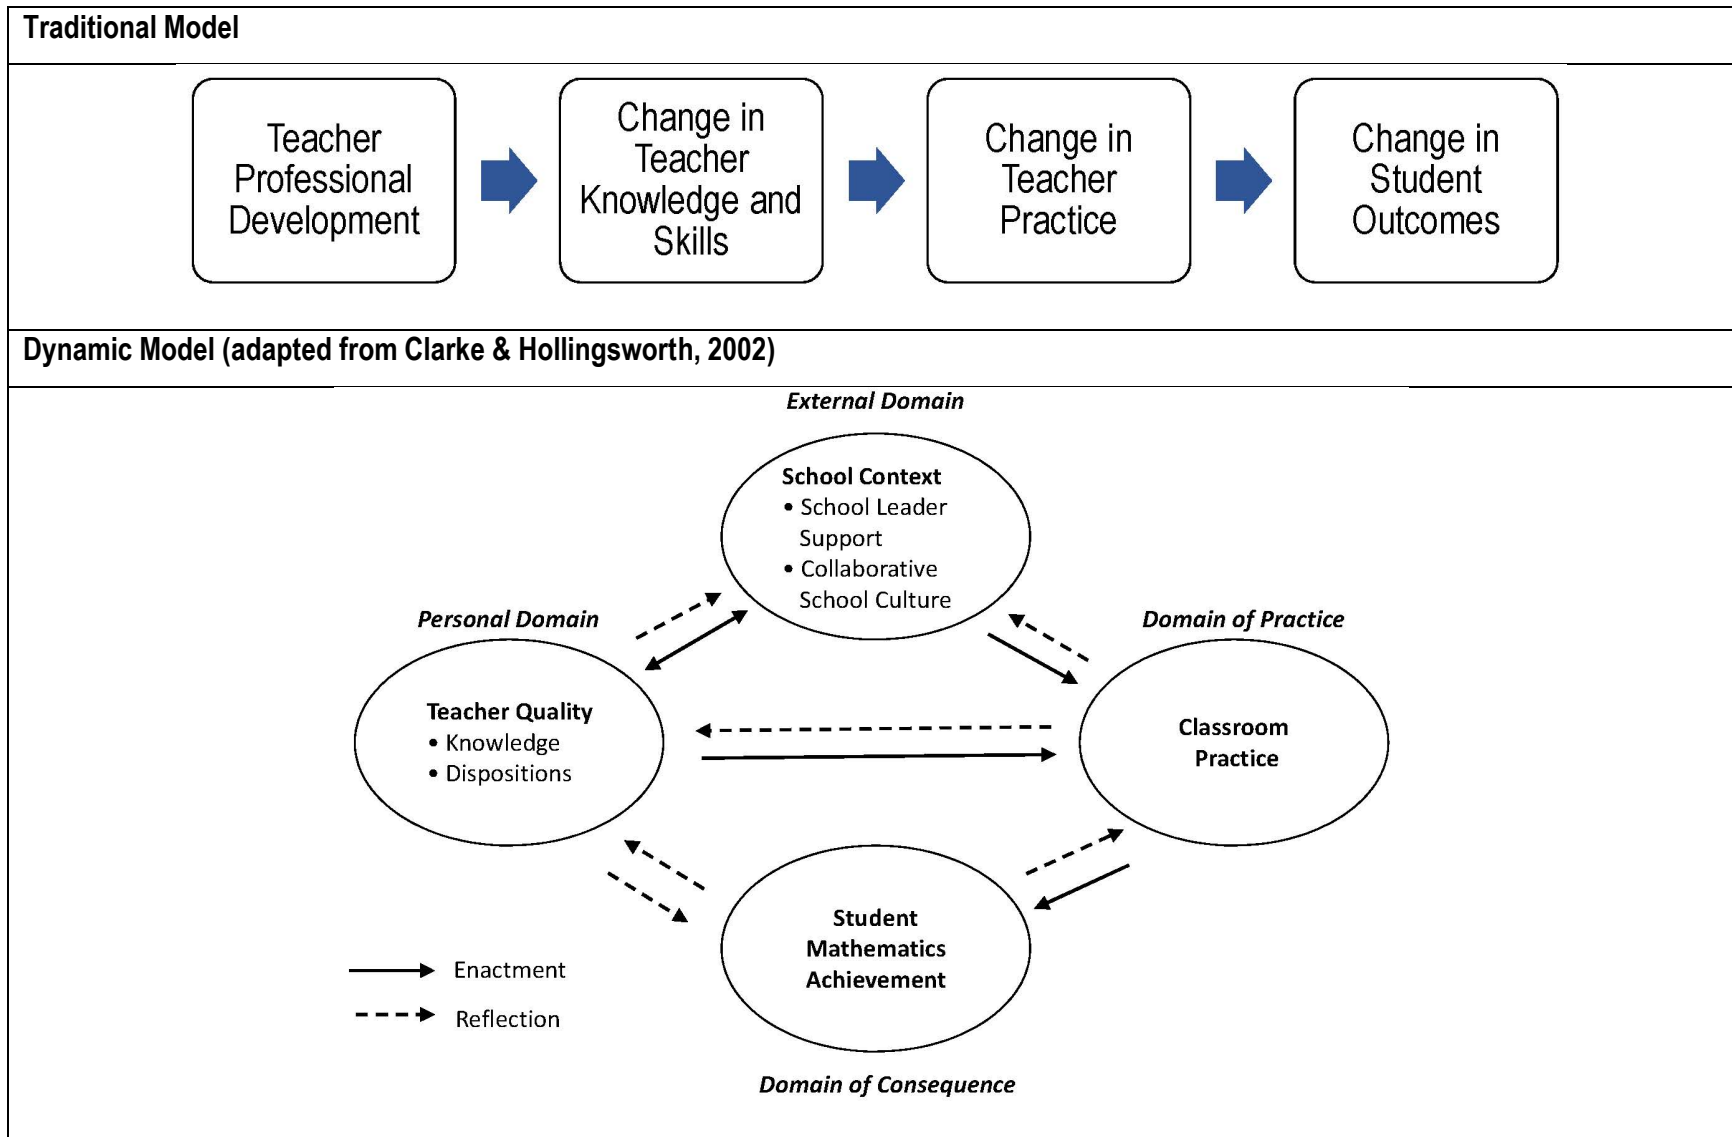 Traditional Model
Teacher
Professional
Development
Change in
Teacher
Knowledge and
Skills
Change in
Teacher
Practice
Change in
Student
Outcomes
Dynamic Model (adapted from Clarke & Hollingsworth, 2002)
External Domain
School Context
• School Leader
Support
• Collaborative
School Culture
Personal Domain
Teacher Quality
• Knowledge
• Dispositions
Domain of Practice
Classroom
Practice
Student
Mathematics
Achievement
Enactment
Reflection
Domain of Consequence